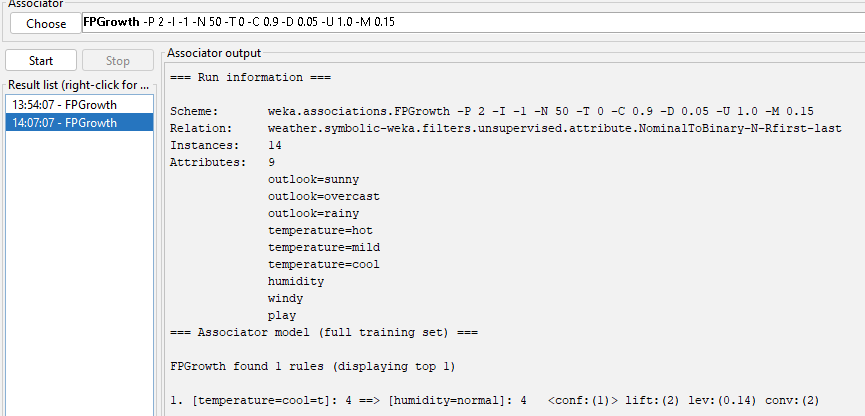 Associator
Choose FPGrowth -P 2 -I -1 -N 50 -T 0 -C 0.9 -D 0.05 -U 1.0 -M 0.15
Start Stop
Result list (right-click for ...
13:54:07 - FPGrowth
14:07:07 - FPGrowth
Associator output
=== Run information ===
Scheme: weka.associations.FPGrowth -P 2 -I -1 -N 50 -T 0 -C 0.9 -D 0.05 -U 1.0 -M 0.15
Relation: weather.symbolic-weka.filters.unsupervised.attribute.NominalToBinary-N-Rfirst-last
Instances: 14
Attributes: 9
outlook=sunny
outlook=overcast
outlook=rainy
temperature=hot
temperature=mild
temperature=cool
humidity
windy
play
=== Associator model (full training set) ===
FPGrowth found 1 rules (displaying top 1)
1. [temperature=cool=t]: 4 ==> [humidity=normal]: 4 <conf:(1)> lift:(2) lev:(0.14) conv:(2)